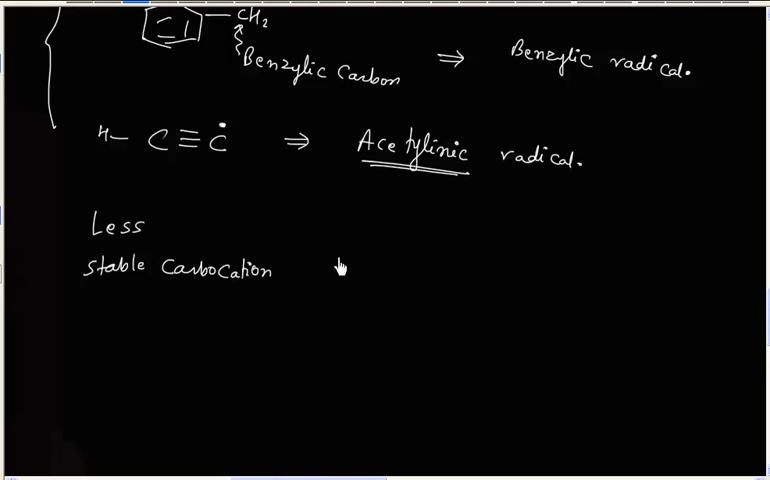 CH2
Benzylic Carbon ⇒ Benzylic radical.
H– C≡Ċ ⇒ Acetylinic radical.
Less
stable Carbocation